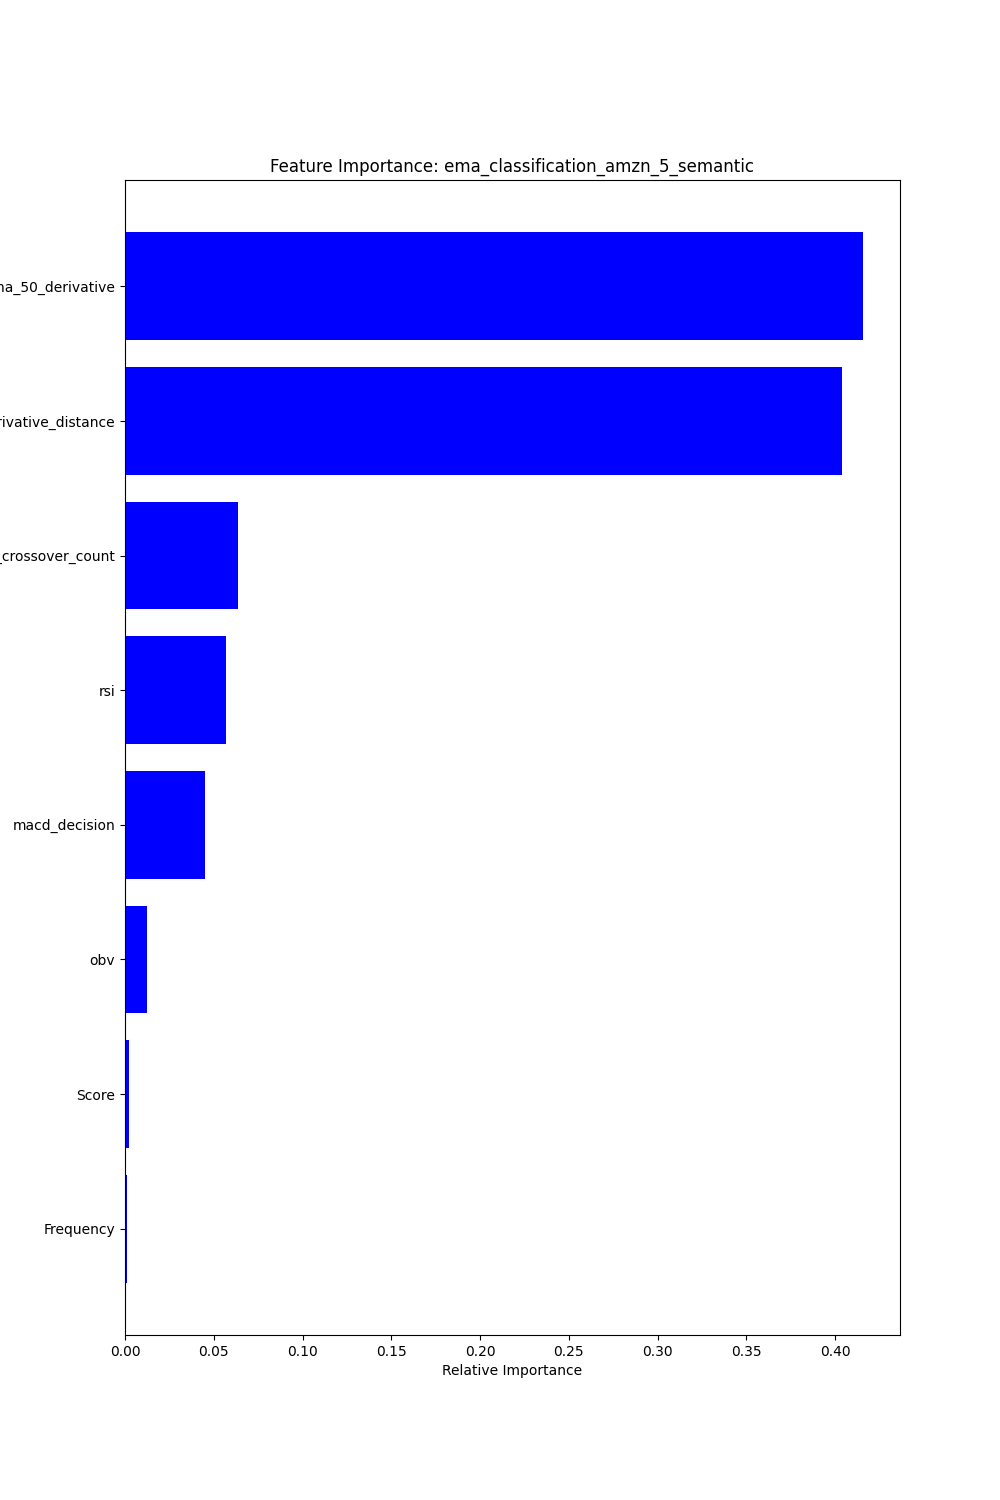 Feature Importance: ema_classification_amzn_5_semantic
na_50_derivative
rivative_distance
_crossover_count
rsi
macd_decision
obv
Score
Frequency
0.00 0.05 0.10 0.15 0.20 0.25 0.30 0.35 0.40
Relative Importance